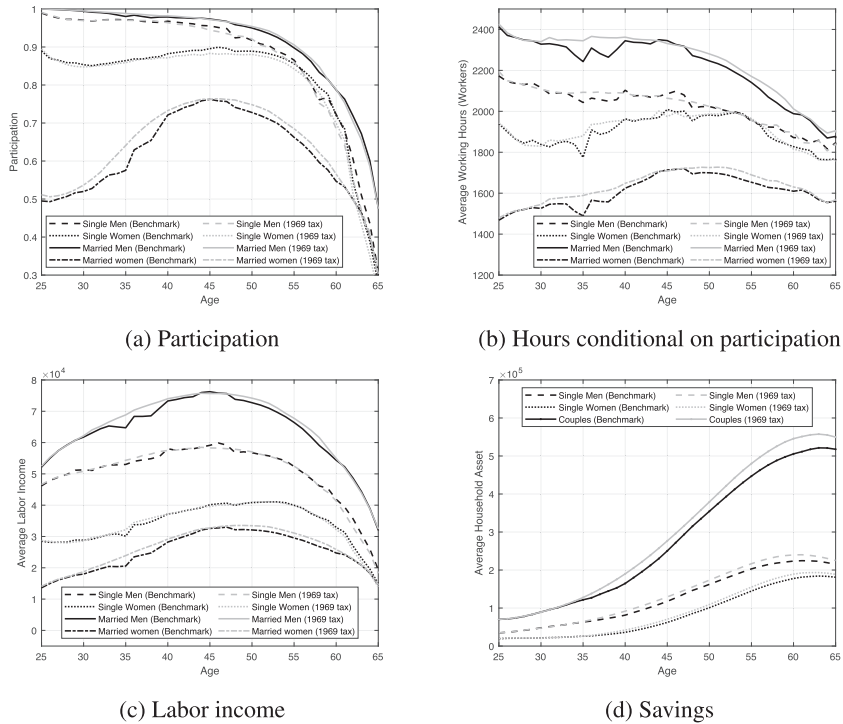 1
0.9
0.8
0.7
0.6
0.5
0.4
0.3
Participation
Single Men (Benchmark)
Single Women (Benchmark)
Married Men (Benchmark)
Married women (Benchmark)
Single Men (1969 tax)
Single Women (1969 tax)
Married Men (1969 tax)
Married women (1969 tax)
25 30 35 40 45 50 55 60 65
Age
(a) Participation
2400
2200
2000
1800
1600
1400
1200
Average Working Hours (Workers)
Single Men (Benchmark)
Single Women (Benchmark)
Married Men (Benchmark)
Married women (Benchmark)
Single Men (1969 tax)
Single Women (1969 tax)
Married Men (1969 tax)
Married women (1969 tax)
25 30 35 40 45 50 55 60 65
Age
(b) Hours conditional on participation
×10⁴
8
7
6
5
4
3
2
1
0
Average Labor Income
Single Men (Benchmark)
Single Women (Benchmark)
Married Men (Benchmark)
Married women (Benchmark)
Single Men (1969 tax)
Single Women (1969 tax)
Married Men (1969 tax)
Married women (1969 tax)
25 30 35 40 45 50 55 60 65
Age
(c) Labor income
×10⁵
7
6
5
4
3
2
1
0
Average Household Asset
Single Men (Benchmark)
Single Women (Benchmark)
Couples (Benchmark)
Single Men (1969 tax)
Single Women (1969 tax)
Couples (1969 tax)
25 30 35 40 45 50 55 60 65
Age
(d) Savings